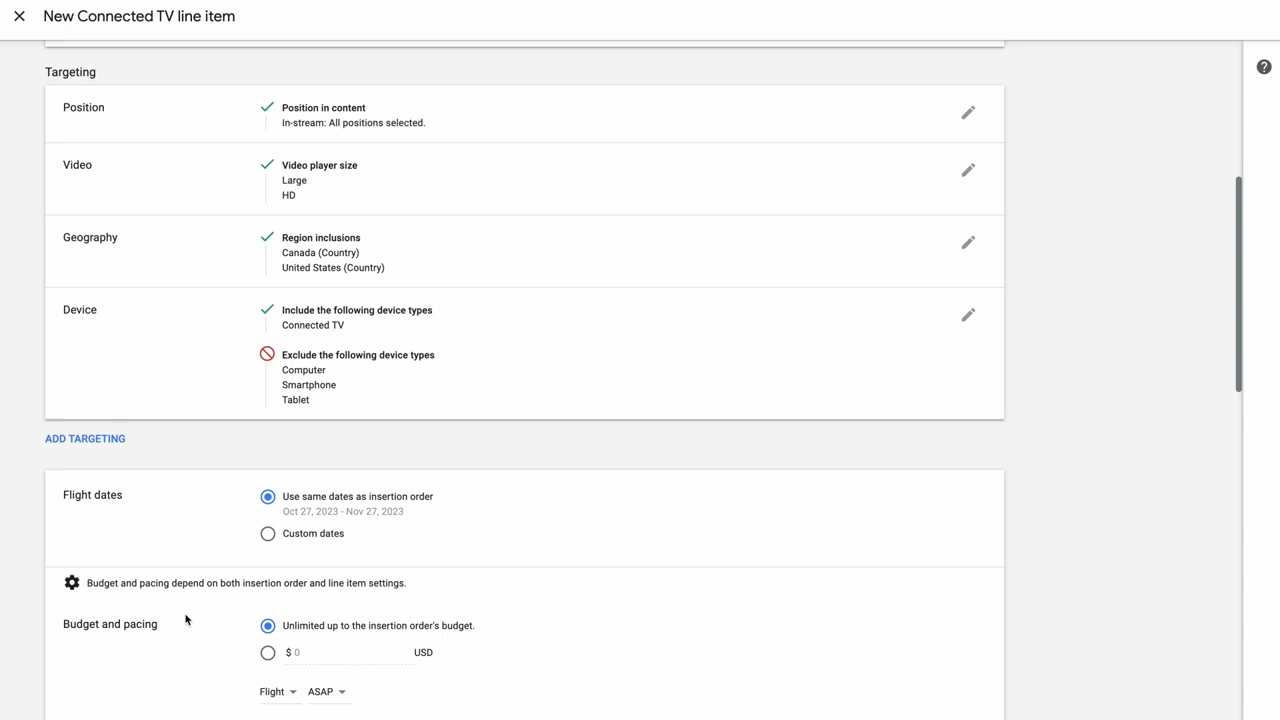 New Connected TV line item
Targeting
Position
Position in content
In-stream: All positions selected.
Video
Video player size
Large
HD
Geography
Region inclusions
Canada (Country)
United States (Country)
Device
Include the following device types
Connected TV
Exclude the following device types
Computer
Smartphone
Tablet
ADD TARGETING
Flight dates
Use same dates as insertion order
Oct 27, 2023 - Nov 27, 2023
Custom dates
Budget and pacing depend on both insertion order and line item settings.
Budget and pacing
Unlimited up to the insertion order's budget.
$ 0 USD
Flight ASAP